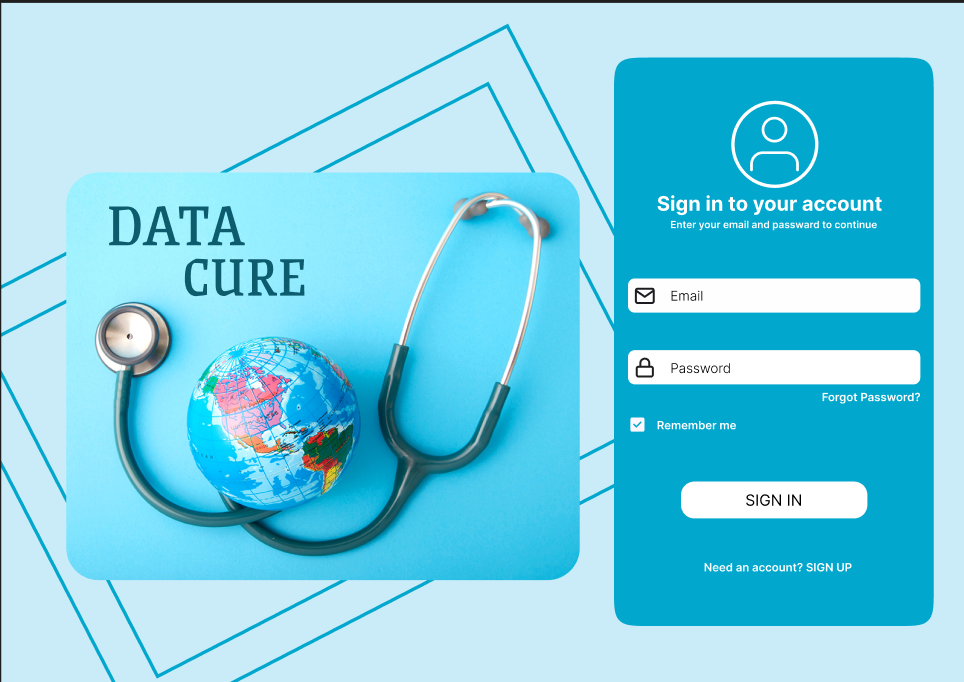 DATA
CURE
Sign in to your account
Enter your email and passward to continue
Email
Password
Forgot Password?
Remember me
SIGN IN
Need an account? SIGN UP